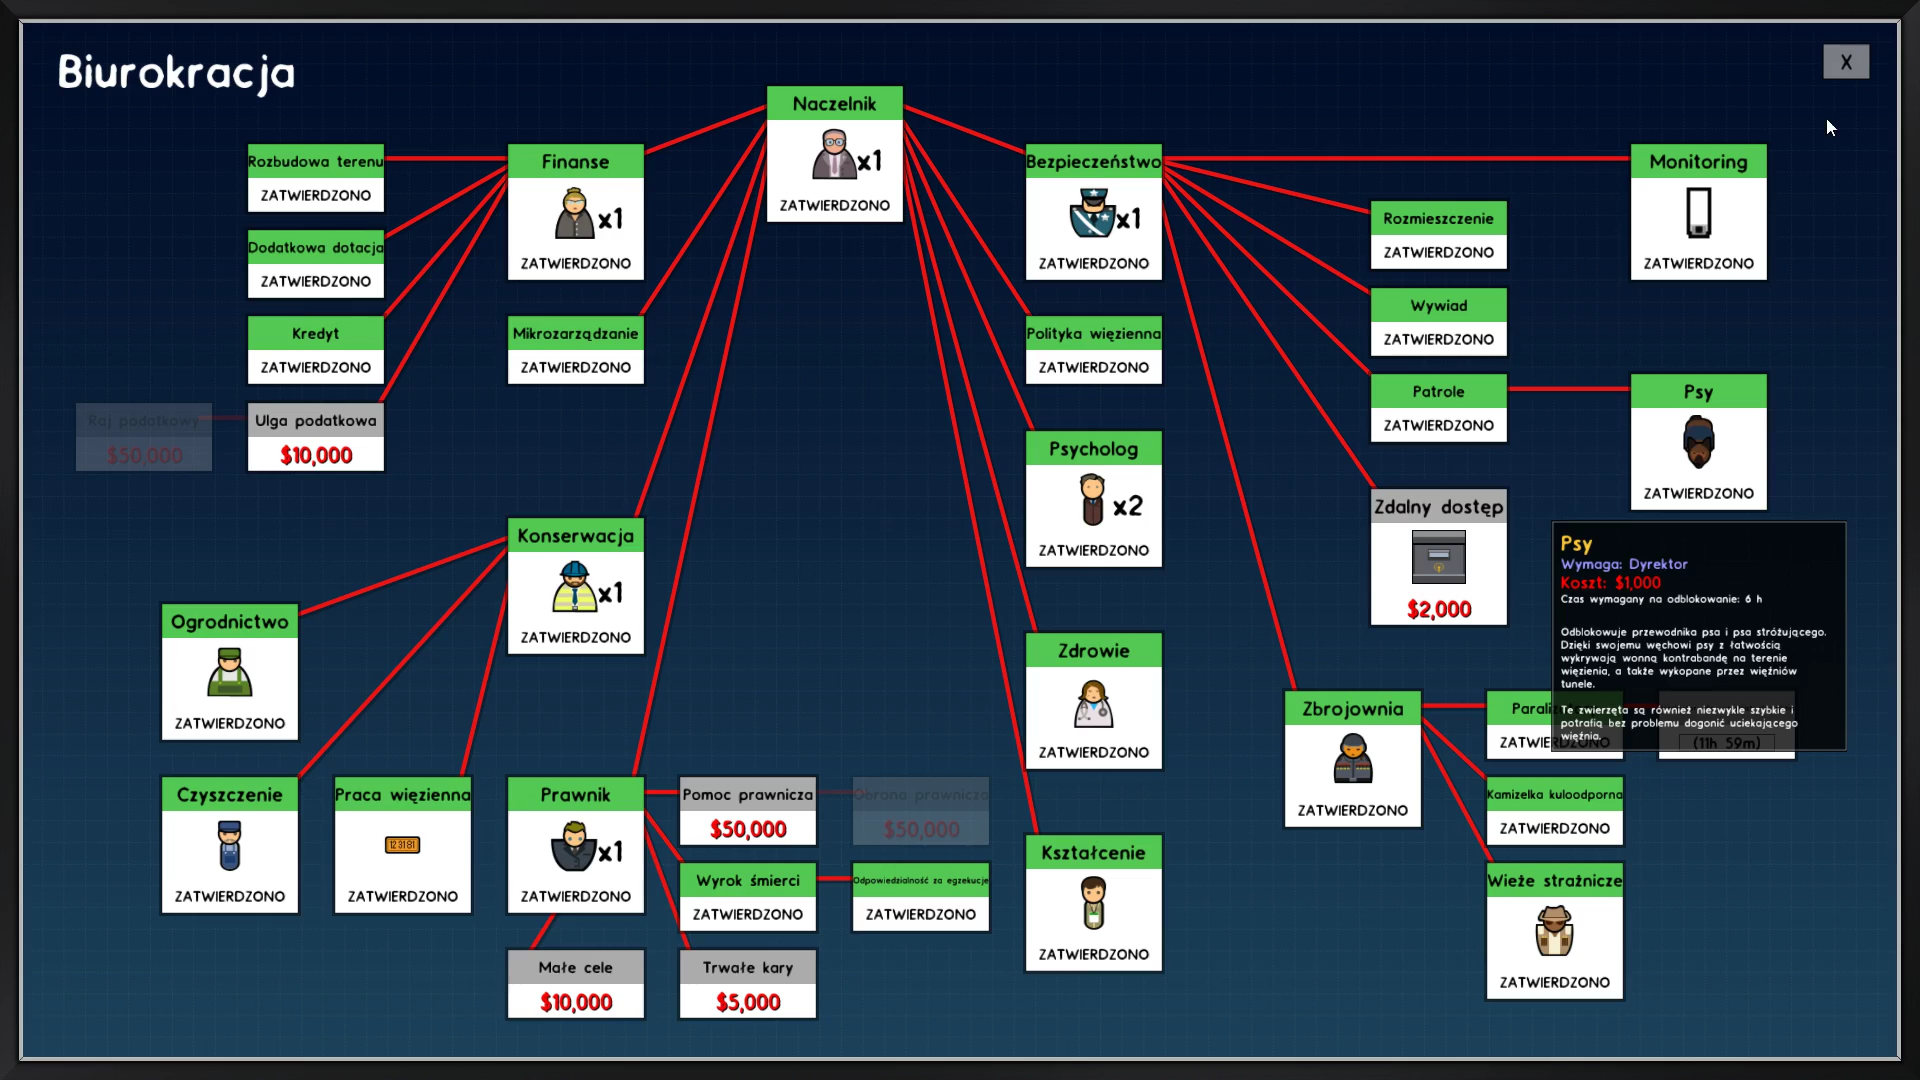 Biurokracja
X
Naczelnik
x1
ZATWIERDZONO
Rozbudowa terenu
ZATWIERDZONO
Finanse
x1
ZATWIERDZONO
Bezpieczeństwo
x1
ZATWIERDZONO
Monitoring
ZATWIERDZONO
Dodatkowa dotacja
ZATWIERDZONO
Rozmieszczenie
ZATWIERDZONO
Kredyt
ZATWIERDZONO
Mikrozarządzanie
ZATWIERDZONO
Polityka więzienna
ZATWIERDZONO
Wywiad
ZATWIERDZONO
Raj podatkowy
$50,000
Ulga podatkowa
$10,000
Patrole
ZATWIERDZONO
Psy
ZATWIERDZONO
Psycholog
x2
ZATWIERDZONO
Zdalny dostęp
$2,000
Konserwacja
x1
ZATWIERDZONO
Psy
Wymaga: Dyrektor
Koszt: $1,000
Czas wymagany na odblokowanie: 6 h
Odblokowuje przewodnika psa i psa stróżującego.
Dzięki swojemu węchowi psy z łatwością
wykrywają wonną kontrabandę na terenie
więzienia, a także wykopane przez więźniów
tunele.
Te zwierzęta są również niezwykle szybkie i
potrafią bez problemu dogonić uciekającego
więźnia.
Ogrodnictwo
ZATWIERDZONO
Zdrowie
ZATWIERDZONO
Zbrojownia
ZATWIERDZONO
ZATWIERDZONO
(11h 59m)
Czyszczenie
ZATWIERDZONO
Praca więzienna
123181
ZATWIERDZONO
Prawnik
x1
ZATWIERDZONO
Pomoc prawnicza
$50,000
Obrona prawnicza
$50,000
Kamizelka kuloodporna
ZATWIERDZONO
Kształcenie
ZATWIERDZONO
Wyrok śmierci
ZATWIERDZONO
Odpowiedzialność za egzekucje
ZATWIERDZONO
Wieże strażnicze
ZATWIERDZONO
Małe cele
$10,000
Trwałe kary
$5,000